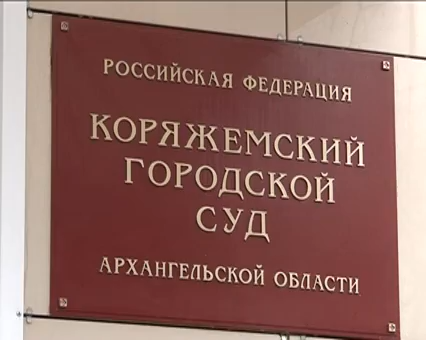 РОССИЙСКАЯ ФЕДЕРАЦИЯ
КОРЯЖЕМСКИЙ
ГОРОДСКОЙ
СУД
АРХАНГЕЛЬСКОЙ ОБЛАСТИ